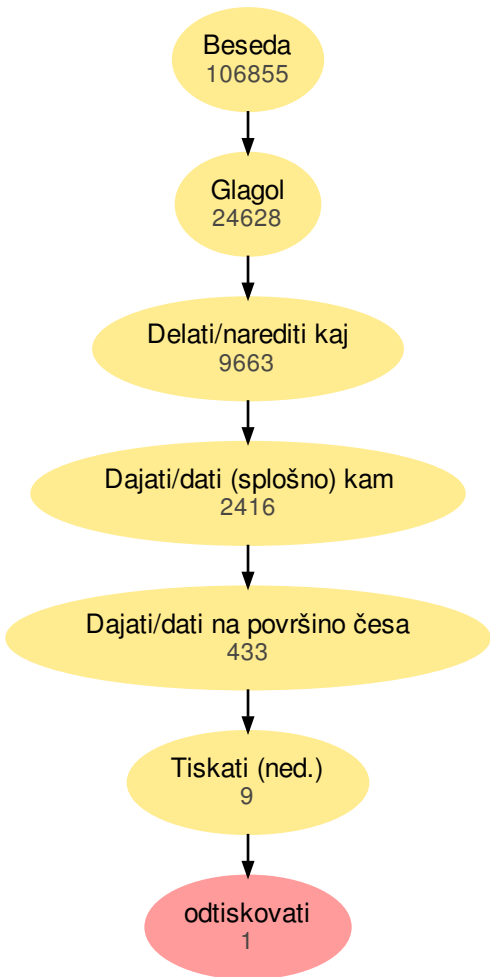 Beseda
106855
Glagol
24628
Delati/narediti kaj
9663
Dajati/dati (splošno) kam
2416
Dajati/dati na površino česa
433
Tiskati (ned.)
9
odtiskovati
1